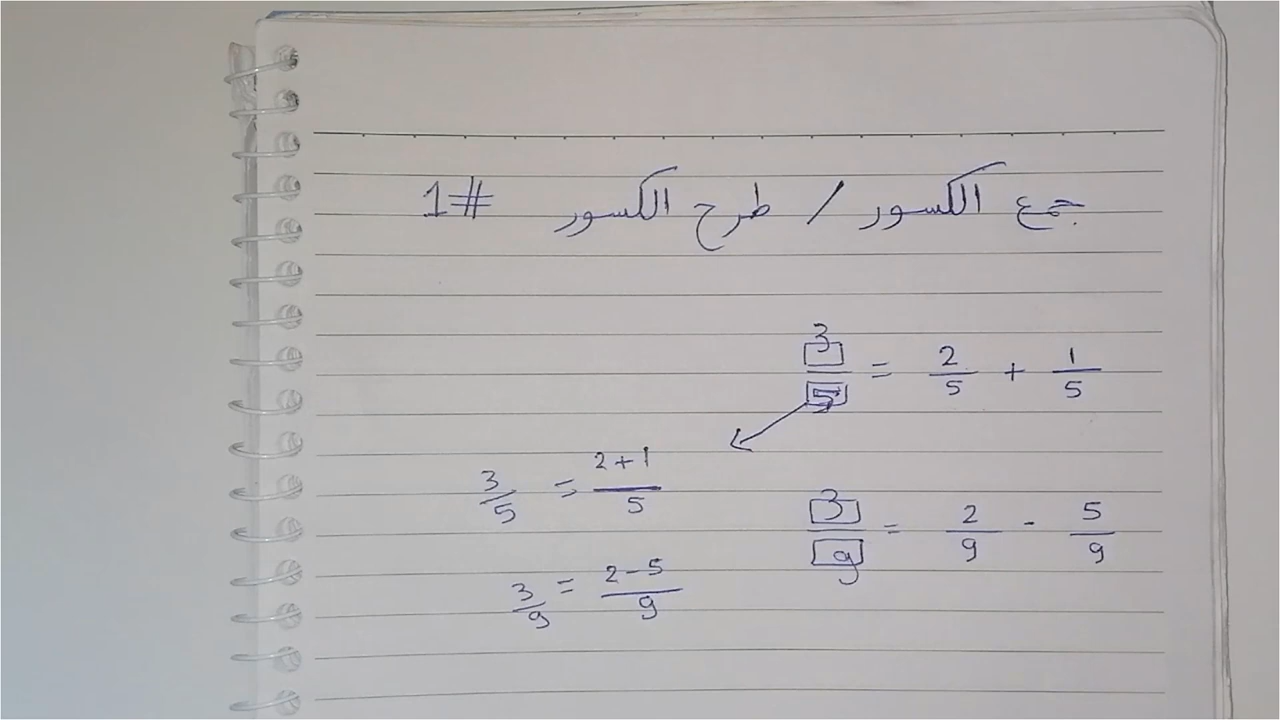 جمع الكسور / طرح الكسور #1
1/5 + 2/5 = 3/5
2+1/5 = 3/5
5/9 - 2/9 = 3/9
2-5/9 = 3/9